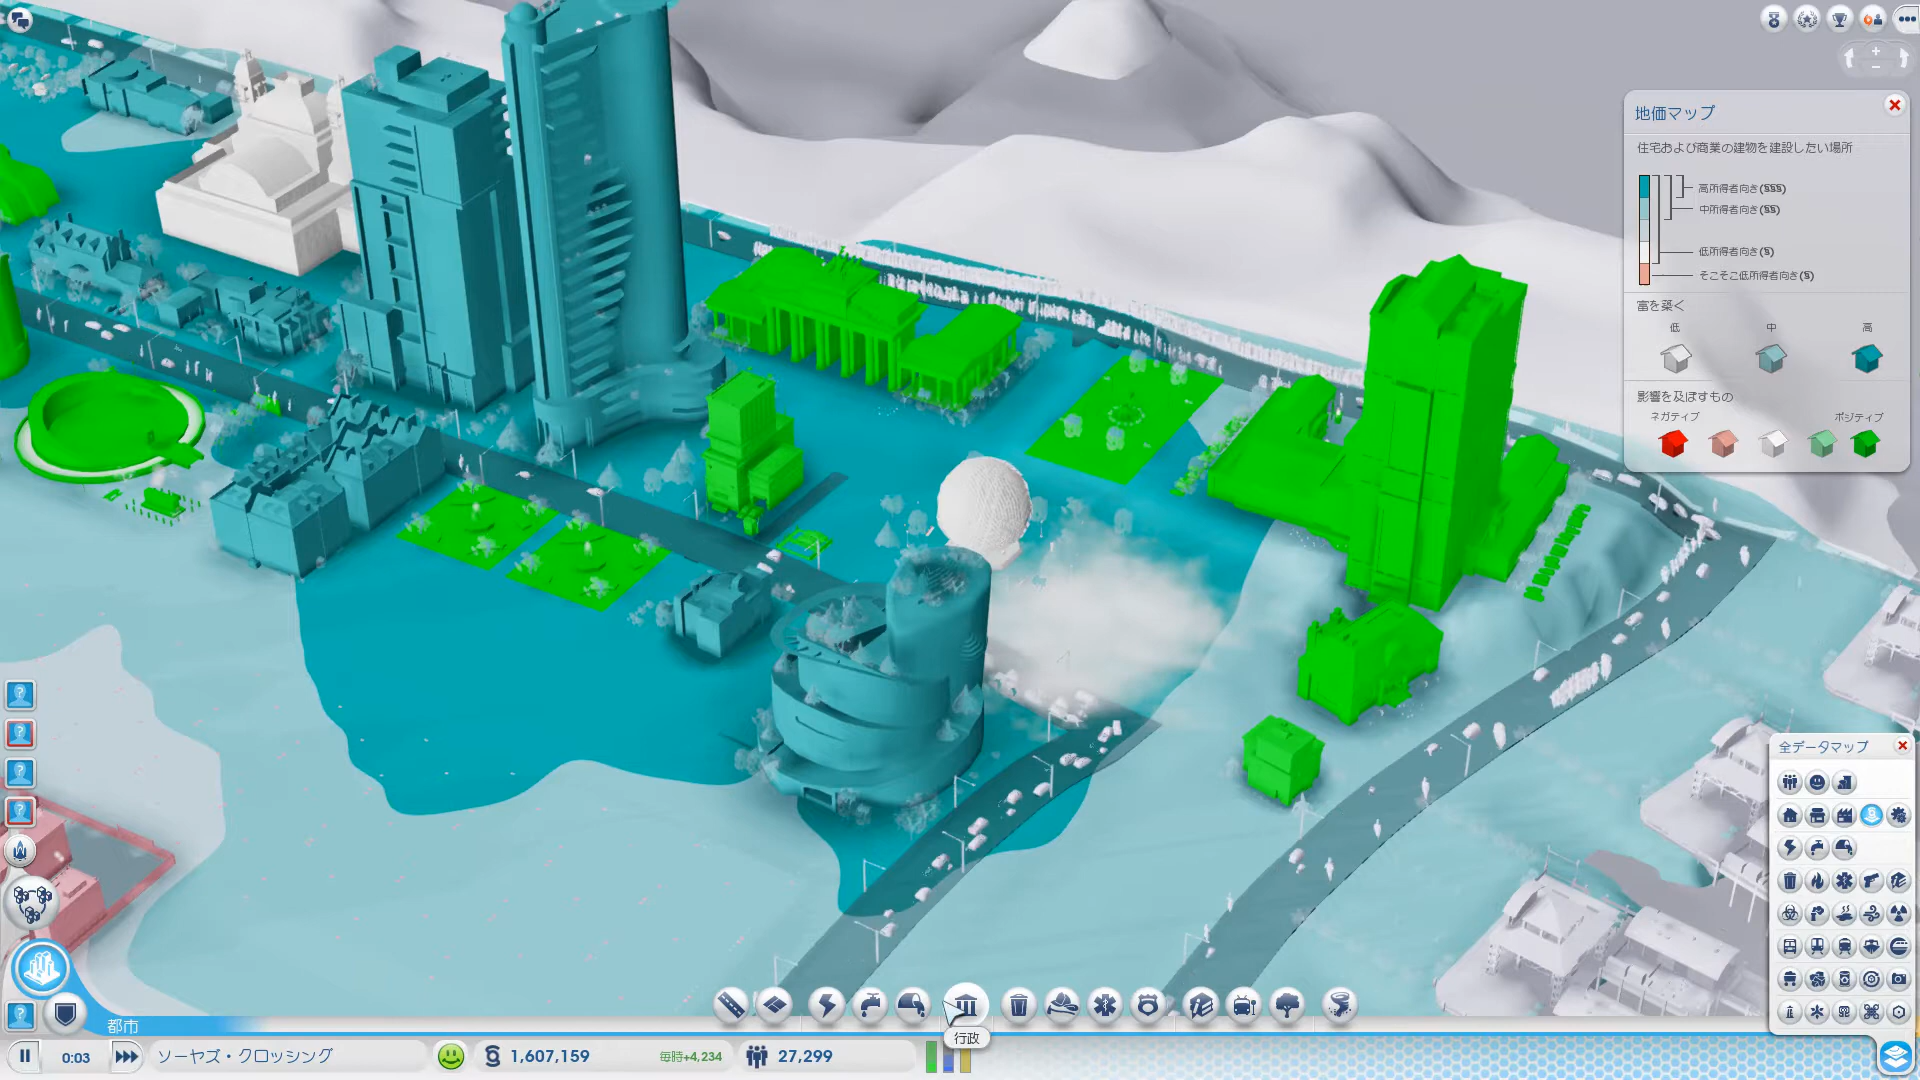 地価マップ
住宅および商業の建物を建設したい場所
高所得者向き(§§§)
中所得者向き(§§)
低所得者向き(§)
そこそこ低所得者向き(§)
富を築く
低
中
高
影響を及ぼすもの
ネガティブ
ポジティブ
全データマップ
行政
都市
0:03
ソーヤズ・クロッシング
1,607,159
毎時+4,234
27,299